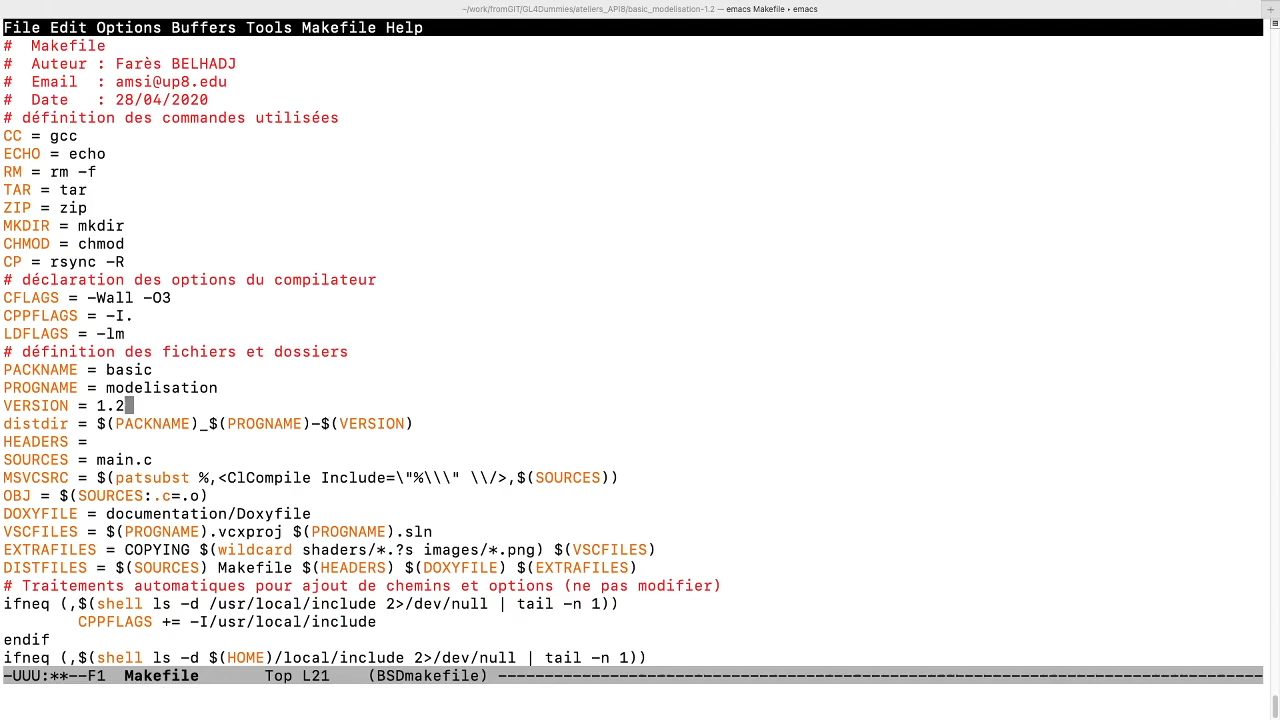 ~/work/fromGIT/GL4Dummies/ateliers_API8/basic_modelisation-1.2 — emacs Makefile ▸ emacs
File Edit Options Buffers Tools Makefile Help
#  Makefile
#  Auteur : Farès BELHADJ
#  Email  : amsi@up8.edu
#  Date   : 28/04/2020
# définition des commandes utilisées
CC = gcc
ECHO = echo
RM = rm -f
TAR = tar
ZIP = zip
MKDIR = mkdir
CHMOD = chmod
CP = rsync -R
# déclaration des options du compilateur
CFLAGS = -Wall -O3
CPPFLAGS = -I.
LDFLAGS = -lm
# définition des fichiers et dossiers
PACKNAME = basic
PROGNAME = modelisation
VERSION = 1.2
distdir = $(PACKNAME)_$(PROGNAME)-$(VERSION)
HEADERS =
SOURCES = main.c
MSVCSRC = $(patsubst %,<ClCompile Include=\"%\\\" \\/>,$(SOURCES))
OBJ = $(SOURCES:.c=.o)
DOXYFILE = documentation/Doxyfile
VSCFILES = $(PROGNAME).vcxproj $(PROGNAME).sln
EXTRAFILES = COPYING $(wildcard shaders/*.?s images/*.png) $(VSCFILES)
DISTFILES = $(SOURCES) Makefile $(HEADERS) $(DOXYFILE) $(EXTRAFILES)
# Traitements automatiques pour ajout de chemins et options (ne pas modifier)
ifneq (,$(shell ls -d /usr/local/include 2>/dev/null | tail -n 1))
        CPPFLAGS += -I/usr/local/include
endif
ifneq (,$(shell ls -d $(HOME)/local/include 2>/dev/null | tail -n 1))
-UUU:**--F1  Makefile       Top L21    (BSDmakefile) -----------------------------------------------------------------------------------